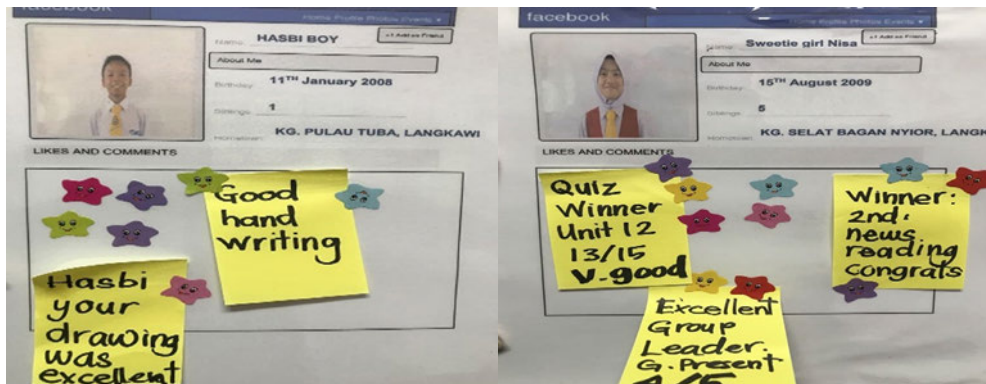 facebook
Home Profile Photos Events
Name HASBI BOY
+1 Add as Friend
About Me
Birthday 11TH January 2008
Siblings 1
Hometown KG. PULAU TUBA, LANGKAWI
LIKES AND COMMENTS
Good
hand
writing
Hasbi
your
drawing
was
excellent
facebook
Home Profile Photos Events
Name Sweetie girl Nisa
+1 Add as Friend
About Me
Birthday 15TH August 2009
Siblings 5
Hometown KG. SELAT BAGAN NYIOR,
LIKES AND COMMENTS
Quiz
Winner
Unit 12
13/15
V.good
Winner:
2nd.
news
reading
congrats
Excellent
Group
Leader.
G. Present